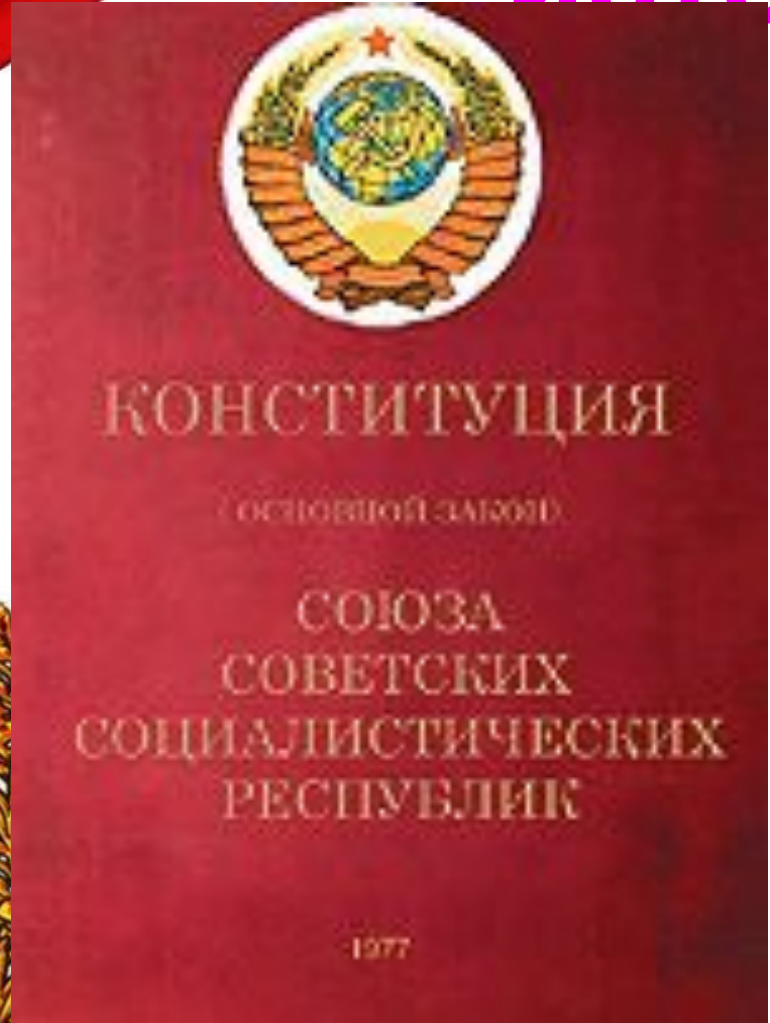 КОНСТИТУЦИЯ
( ОСНОВНОЙ ЗАКОН)
СОЮЗА
СОВЕТСКИХ
СОЦИАЛИСТИЧЕСКИХ
РЕСПУБЛИК
1977